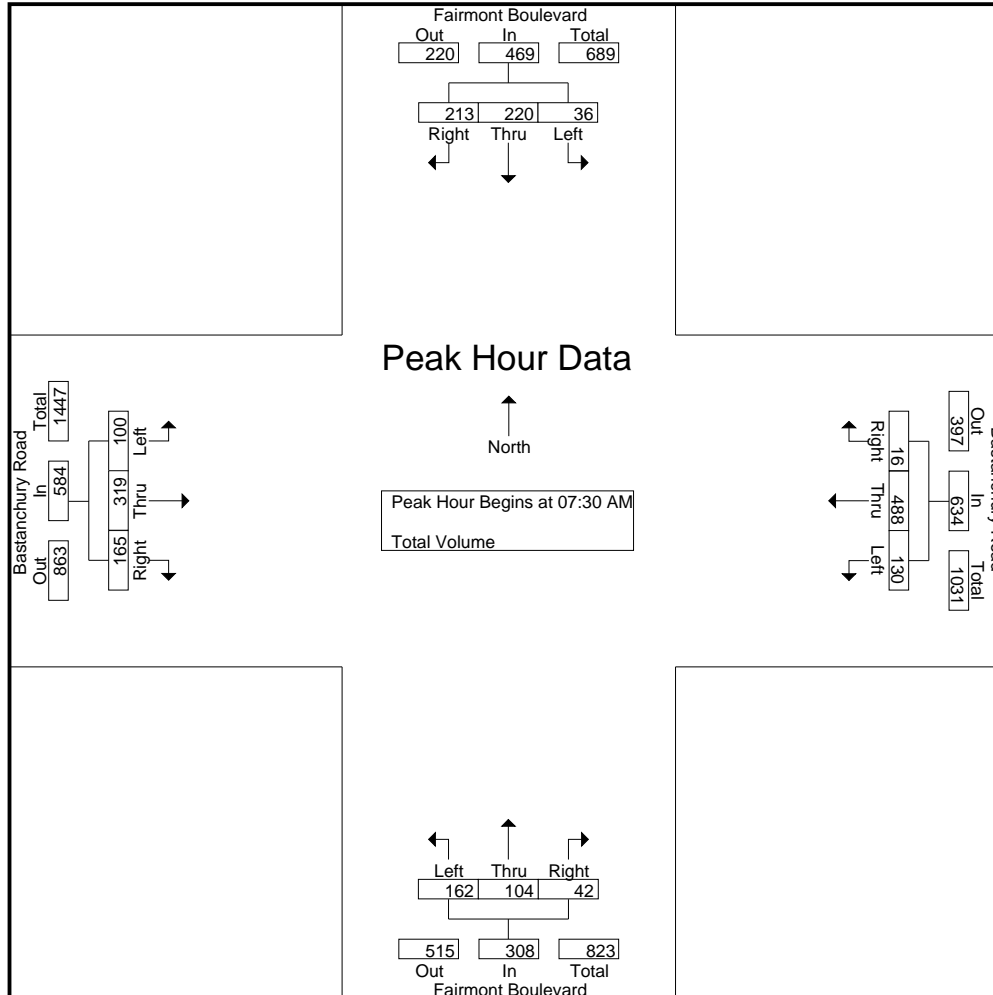 Fairmont Boulevard
Out In Total
220 469 689
213 220 36
Right Thru Left
Peak Hour Data
North
Peak Hour Begins at 07:30 AM
Total Volume
Bastanchury Road
Total In Out
1447 584 863
100 319 165
Left Thru Right
Out In Total
397 634 1031
16 488 130
Right Thru Left
Left Thru Right
162 104 42
515 308 823
Out In Total
Fairmont Boulevard